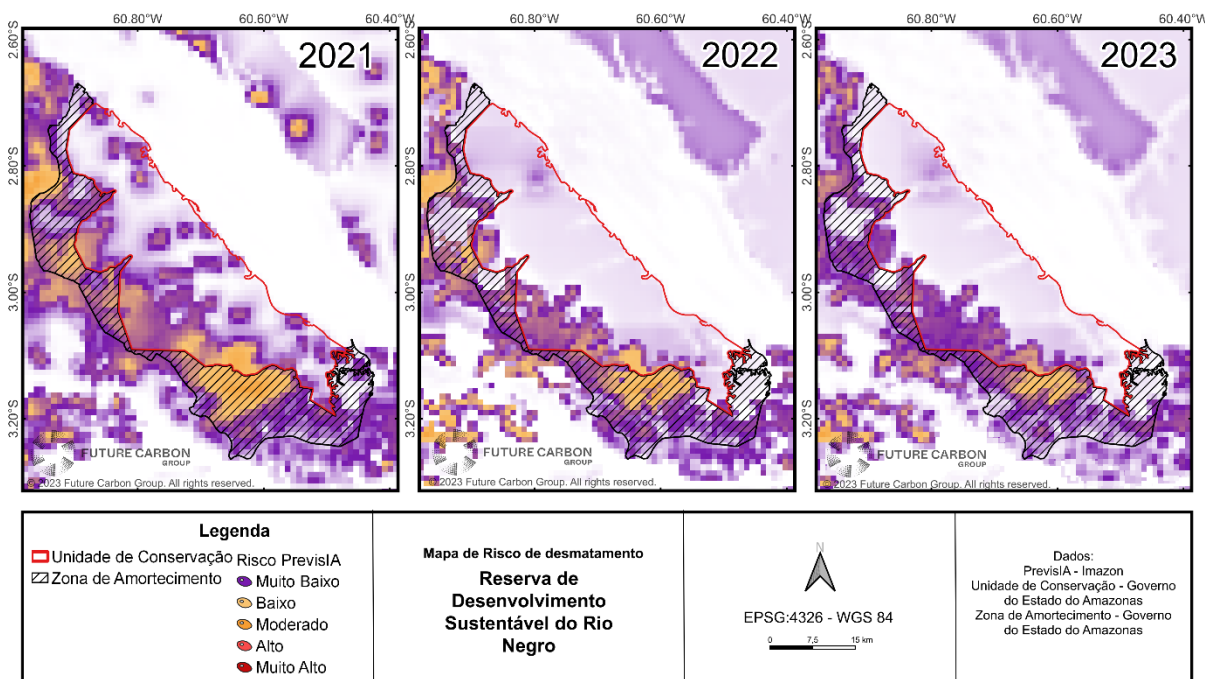 60.80°W
60.60°W
60.40°W
60.80°W
60.60°W
60.40°W
60.80°W
60.60°W
60.40°W
2.60°S
2.80°S
3.00°S
3.20°S
2021
2022
2023
2.60°S
2.80°S
3.00°S
3.20°S
2.60°S
2.80°S
3.00°S
3.20°S
FUTURE CARBON
GROUP
© 2023 Future Carbon Group. All rights reserved.
FUTURE CARBON
GROUP
© 2023 Future Carbon Group. All rights reserved.
FUTURE CARBON
GROUP
© 2023 Future Carbon Group. All rights reserved.
Legenda
Unidade de Conservação
Zona de Amortecimento
Risco PrevisIA
Muito Baixo
Baixo
Moderado
Alto
Muito Alto
Mapa de Risco de desmatamento
Reserva de
Desenvolvimento
Sustentável do Rio
Negro
N
EPSG:4326 - WGS 84
0 7,5 15 km
Dados:
PrevisIA - Imazon
Unidade de Conservação - Governo
do Estado do Amazonas
Zona de Amortecimento - Governo
do Estado do Amazonas